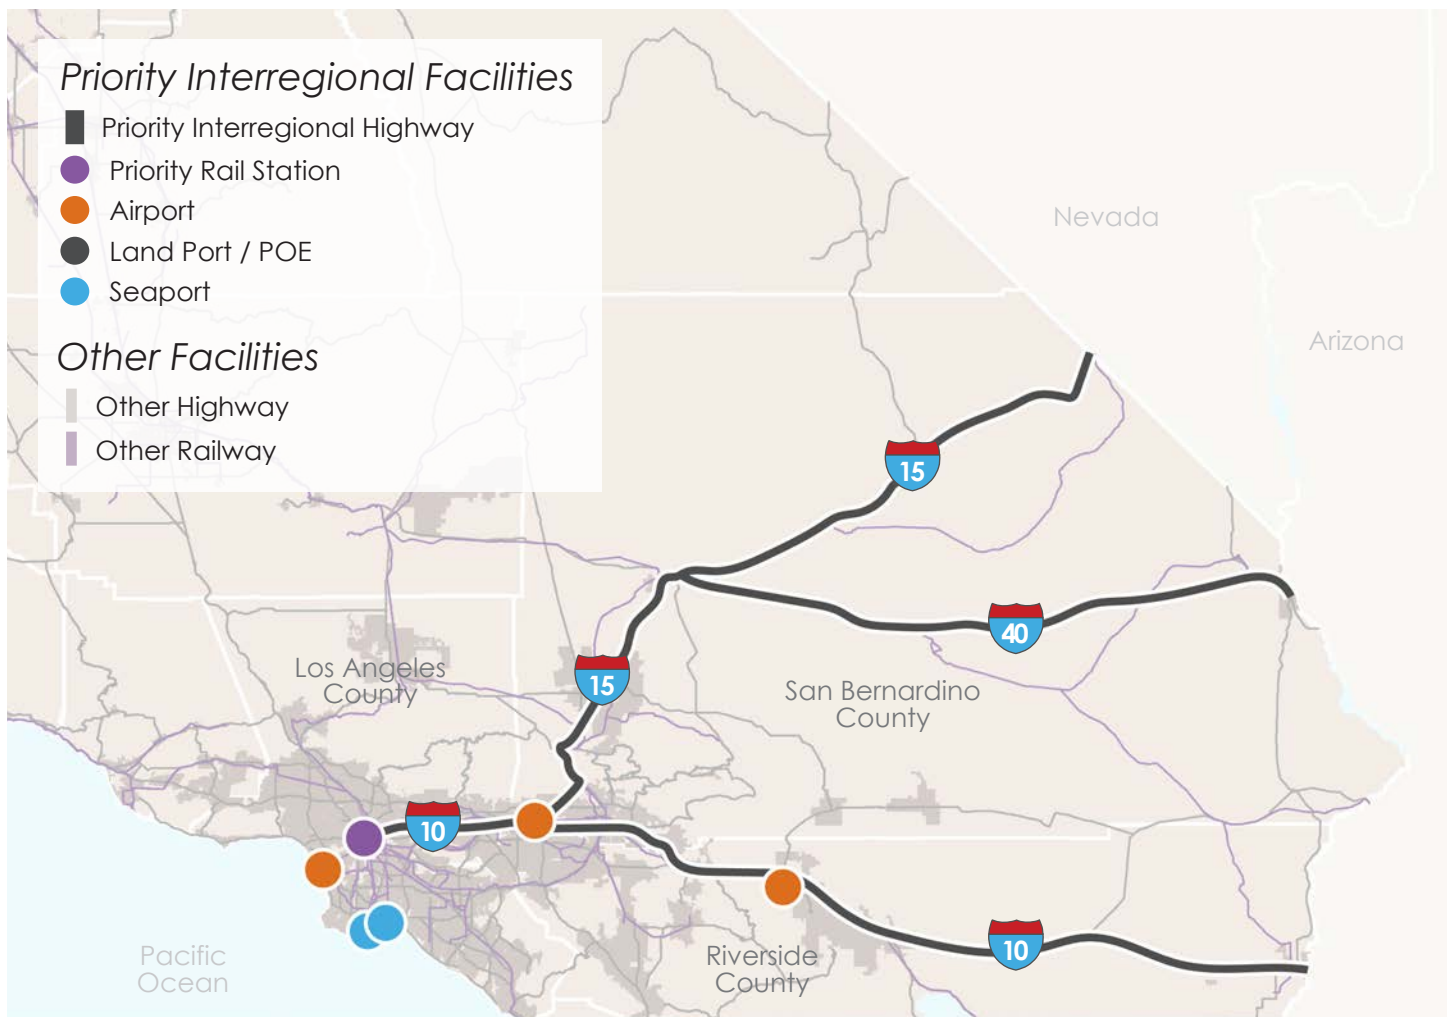 Priority Interregional Facilities
Priority Interregional Highway
Priority Rail Station
Airport
Land Port / POE
Seaport
Other Facilities
Other Highway
Other Railway
Nevada
Arizona
15
40
15
Los Angeles
County
San Bernardino
County
10
10
Riverside
County
Pacific
Ocean